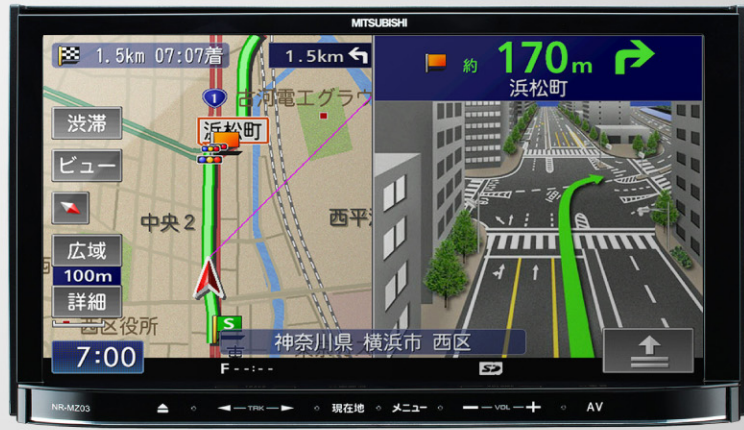 MITSUBISHI
1.5km 07:07着
1.5km
約 170m
浜松町
渋滞
ビュー
広域
100m
詳細
7:00
1
古河電工グラウ
浜松町
中央2
西平沼
西区役所
S
神奈川県 横浜市 西区
F--:--
SD
NR-MZ03
TRK
現在地
メニュー
VOL
AV